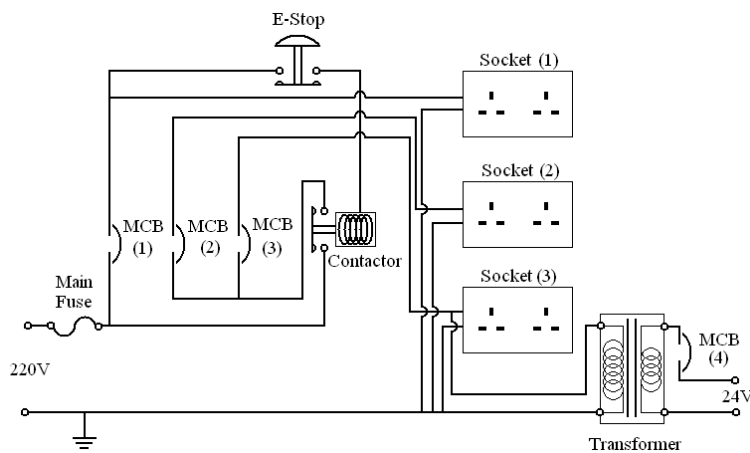 E-Stop
Socket (1)
Socket (2)
MCB
(1)
MCB
(2)
MCB
(3)
Contactor
Main
Fuse
Socket (3)
220V
MCB
(4)
24V
Transformer